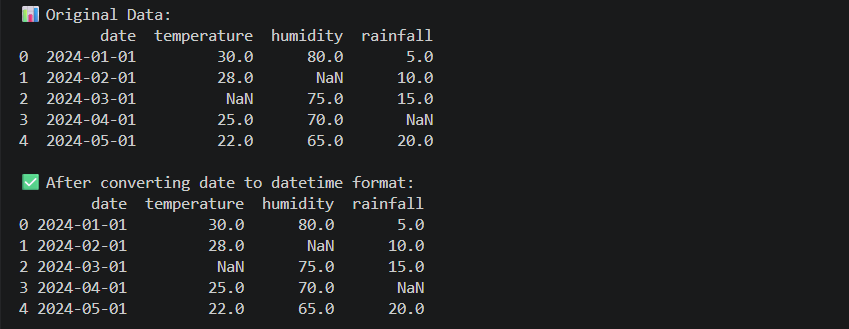 📊 Original Data:
         date  temperature  humidity  rainfall
0  2024-01-01         30.0      80.0       5.0
1  2024-02-01         28.0       NaN      10.0
2  2024-03-01          NaN      75.0      15.0
3  2024-04-01         25.0      70.0       NaN
4  2024-05-01         22.0      65.0      20.0
✅ After converting date to datetime format:
        date  temperature  humidity  rainfall
0 2024-01-01         30.0      80.0       5.0
1 2024-02-01         28.0       NaN      10.0
2 2024-03-01          NaN      75.0      15.0
3 2024-04-01         25.0      70.0       NaN
4 2024-05-01         22.0      65.0      20.0